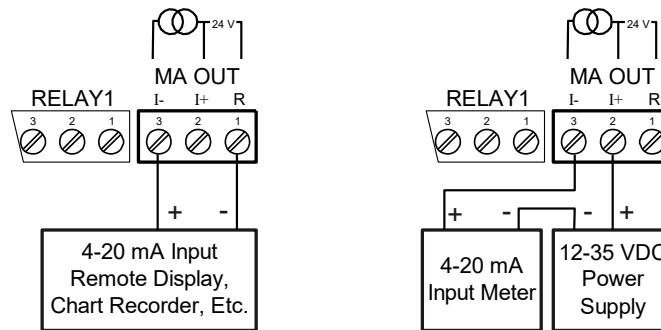 24 V
MA OUT
RELAY1
I- I+ R
3 2 1
3 2 1
+ -
4-20 mA Input
Remote Display,
Chart Recorder, Etc.
24 V
MA OUT
RELAY1
I- I+ R
3 2 1
3 2 1
+ - - +
4-20 mA
Input Meter
12-35 VDC
Power
Supply